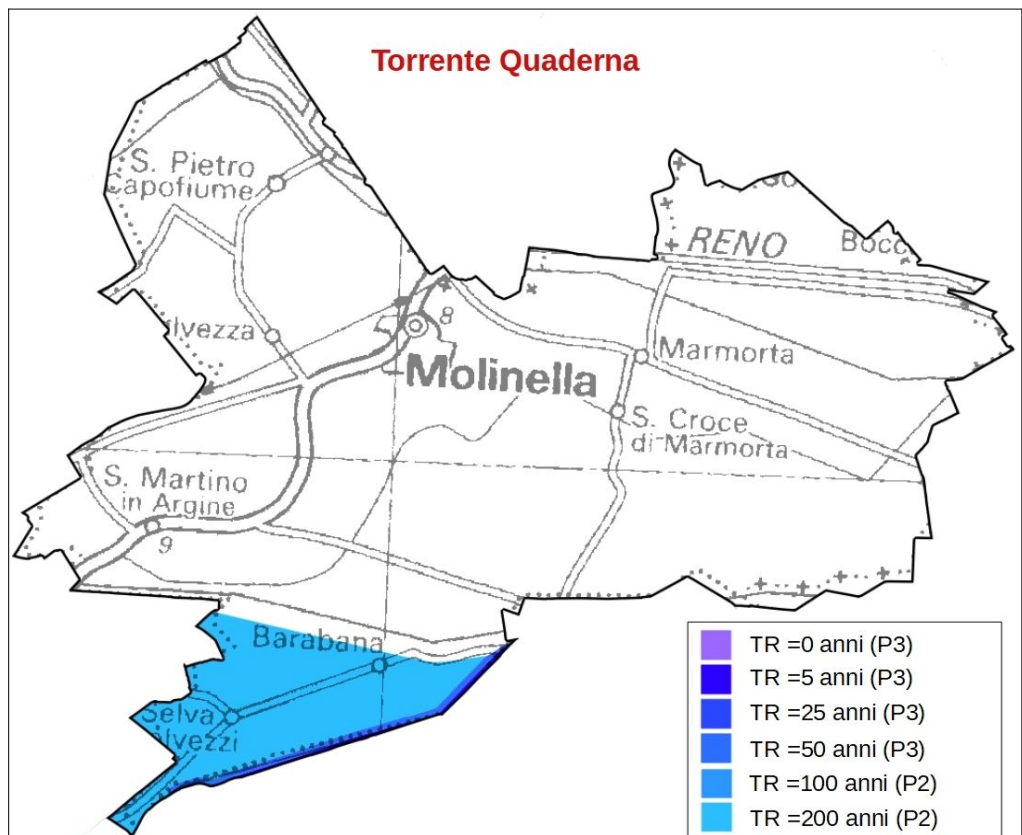 Torrente Quaderna
S. Pietro
Capofiume
RENO
Bocc
lvezza
8
Molinella
Marmorta
S. Croce
di Marmorta
S. Martino
in Argine
9
Barabana
Selva
alvezzi
TR =0 anni (P3)
TR =5 anni (P3)
TR =25 anni (P3)
TR =50 anni (P3)
TR =100 anni (P2)
TR =200 anni (P2)